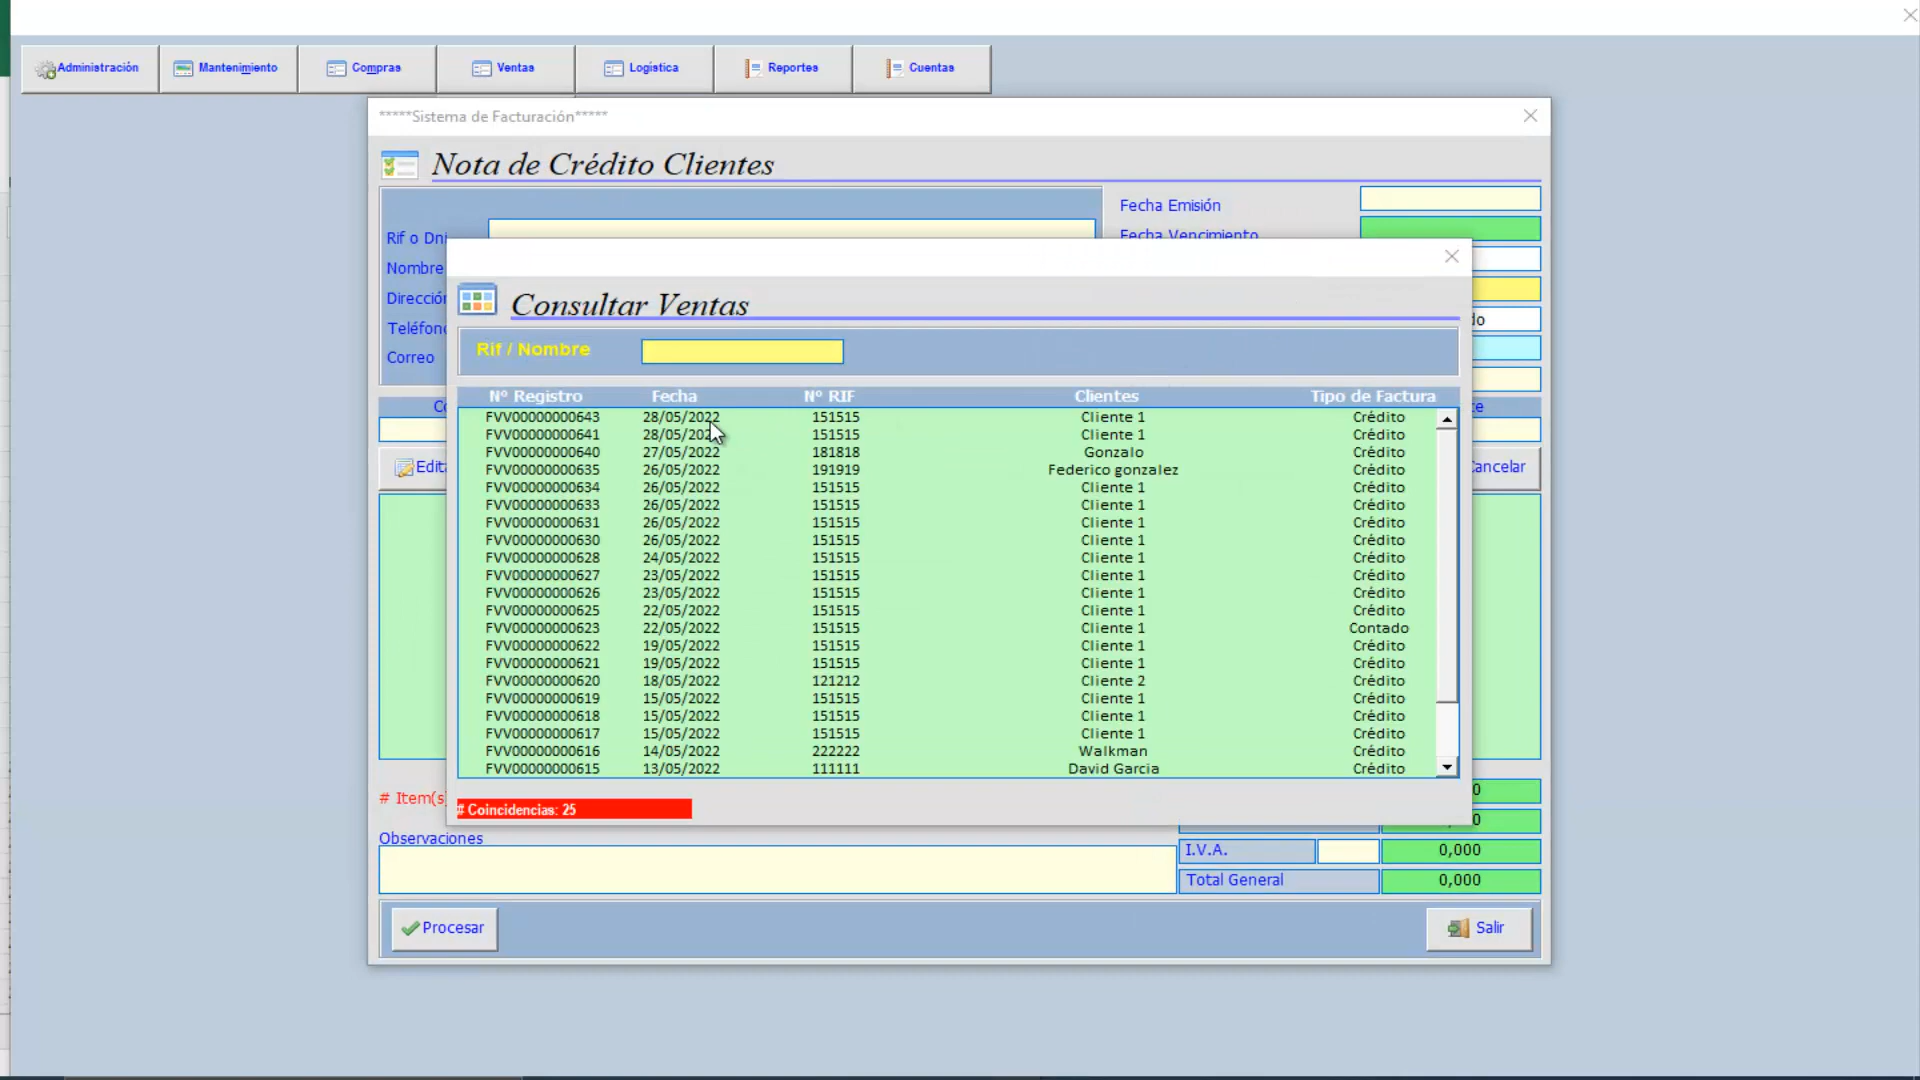 Administración Mantenimiento Compras Ventas Logística Reportes Cuentas
*****Sistema de Facturación*****
Nota de Crédito Clientes
Fecha Emisión
Rif o Dni
Fecha Vencimiento
Nombre
Dirección
Teléfono
Correo
Consultar Ventas
Rif / Nombre
Nº Registro Fecha Nº RIF Clientes Tipo de Factura
FVV00000000643 28/05/2022 151515 Cliente 1 Crédito
FVV00000000641 28/05/2022 151515 Cliente 1 Crédito
FVV00000000640 27/05/2022 181818 Gonzalo Crédito
FVV00000000635 26/05/2022 191919 Federico gonzalez Crédito
FVV00000000634 26/05/2022 151515 Cliente 1 Crédito
FVV00000000633 26/05/2022 151515 Cliente 1 Crédito
FVV00000000631 26/05/2022 151515 Cliente 1 Crédito
FVV00000000630 26/05/2022 151515 Cliente 1 Crédito
FVV00000000628 24/05/2022 151515 Cliente 1 Crédito
FVV00000000627 23/05/2022 151515 Cliente 1 Crédito
FVV00000000626 23/05/2022 151515 Cliente 1 Crédito
FVV00000000625 22/05/2022 151515 Cliente 1 Crédito
FVV00000000623 22/05/2022 151515 Cliente 1 Contado
FVV00000000622 19/05/2022 151515 Cliente 1 Crédito
FVV00000000621 19/05/2022 151515 Cliente 1 Crédito
FVV00000000620 18/05/2022 121212 Cliente 2 Crédito
FVV00000000619 15/05/2022 151515 Cliente 1 Crédito
FVV00000000618 15/05/2022 151515 Cliente 1 Crédito
FVV00000000617 15/05/2022 151515 Cliente 1 Crédito
FVV00000000616 14/05/2022 222222 Walkman Crédito
FVV00000000615 13/05/2022 111111 David Garcia Crédito
Cancelar
# Item(s)
# Coincidencias: 25
Observaciones
I.V.A. 0,000
Total General 0,000
Procesar Salir